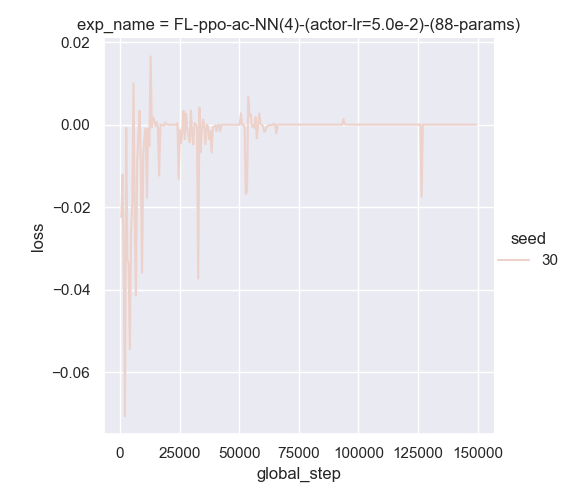 exp_name = FL-ppo-ac-NN(4)-(actor-lr=5.0e-2)-(88-params)
0.02
0.00
−0.02
−0.04
−0.06
loss
seed
30
0 25000 50000 75000 100000 125000 150000
global_step